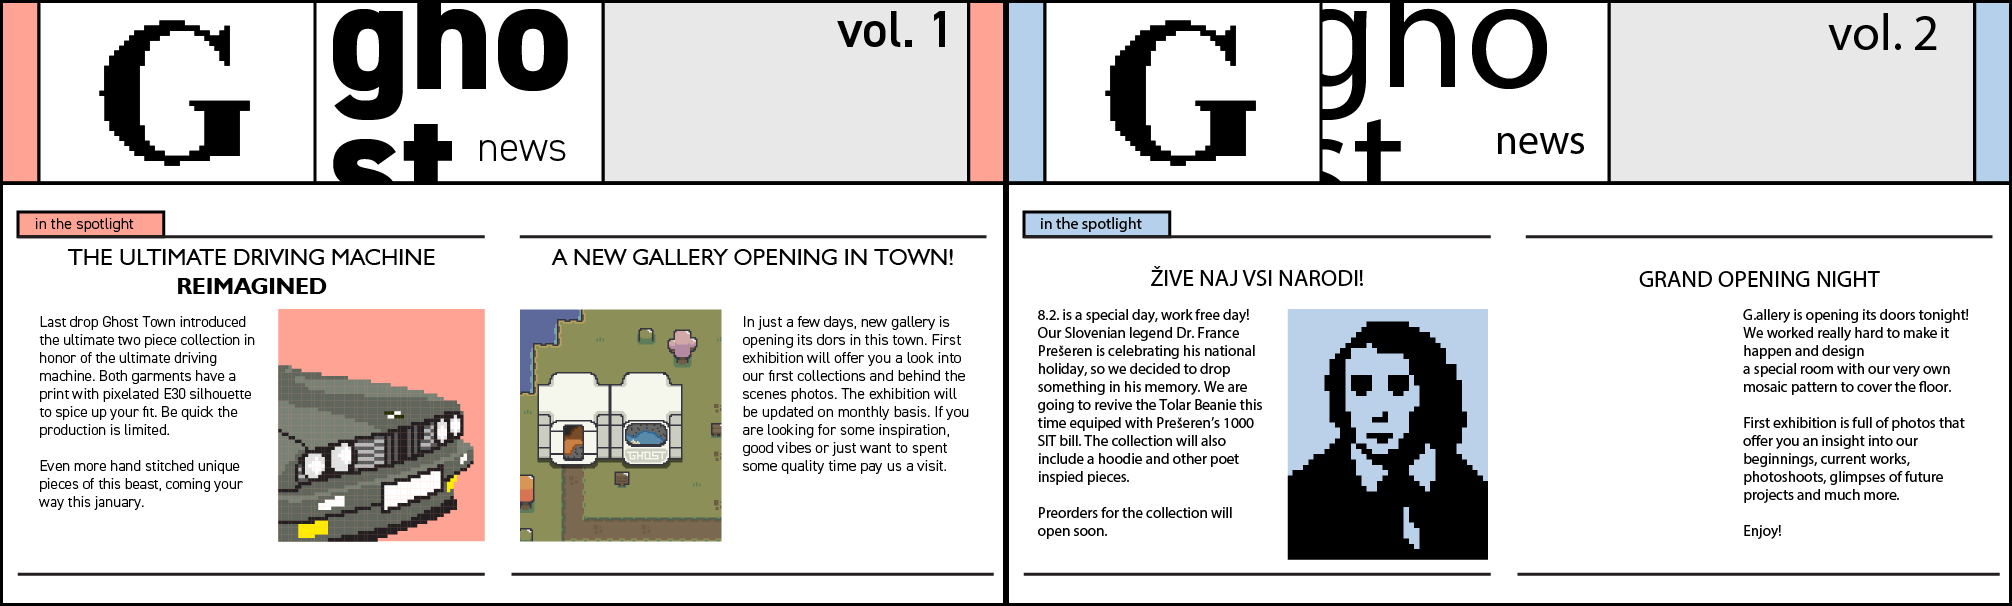 G
gho
st
news
vol. 1
in the spotlight
THE ULTIMATE DRIVING MACHINE
REIMAGINED
Last drop Ghost Town introduced
the ultimate two piece collection in
honor of the ultimate driving
machine. Both garments have a
print with pixelated E30 silhouette
to spice up your fit. Be quick the
production is limited.
Even more hand stitched unique
pieces of this beast, coming your
way this january.
A NEW GALLERY OPENING IN TOWN!
GHOST
In just a few days, new gallery is
opening its dors in this town. First
exhibition will offer you a look into
our first collections and behind the
scenes photos. The exhibition will
be updated on monthly basis. If you
are looking for some inspiration,
good vibes or just want to spent
some quality time pay us a visit.
G
gho
st
news
vol. 2
in the spotlight
ŽIVE NAJ VSI NARODI!
8.2. is a special day, work free day!
Our Slovenian legend Dr. France
Prešeren is celebrating his national
holiday, so we decided to drop
something in his memory. We are
going to revive the Tolar Beanie this
time equiped with Prešeren's 1000
SIT bill. The collection will also
include a hoodie and other poet
inspied pieces.
Preorders for the collection will
open soon.
GRAND OPENING NIGHT
G.allery is opening its doors tonight!
We worked really hard to make it
happen and design
a special room with our very own
mosaic pattern to cover the floor.
First exhibition is full of photos that
offer you an insight into our
beginnings, current works,
photoshoots, glimpses of future
projects and much more.
Enjoy!